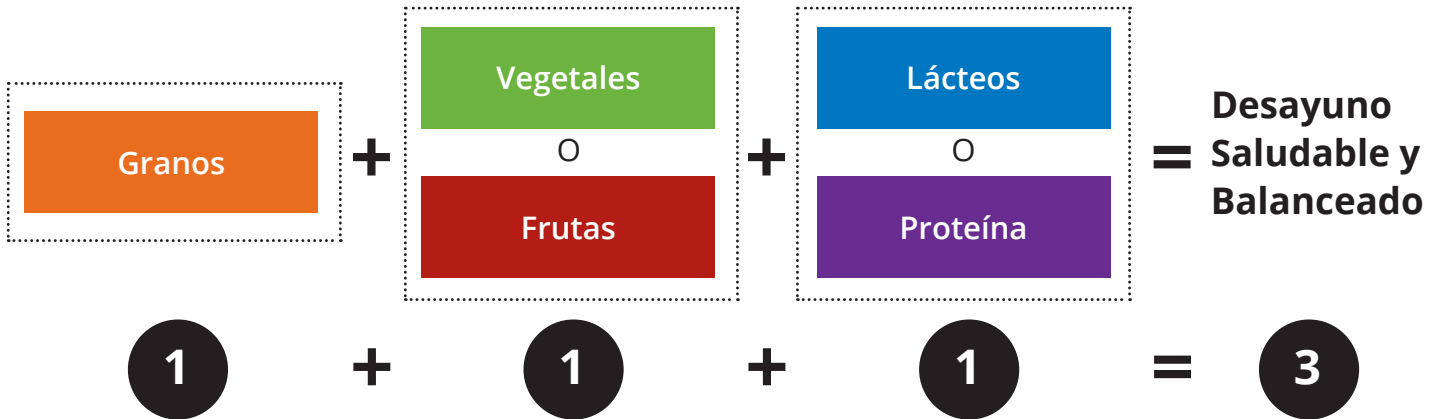 Granos
+
Vegetales
O
Frutas
+
Lácteos
O
Proteína
=
Desayuno
Saludable y
Balanceado
1 + 1 + 1 = 3